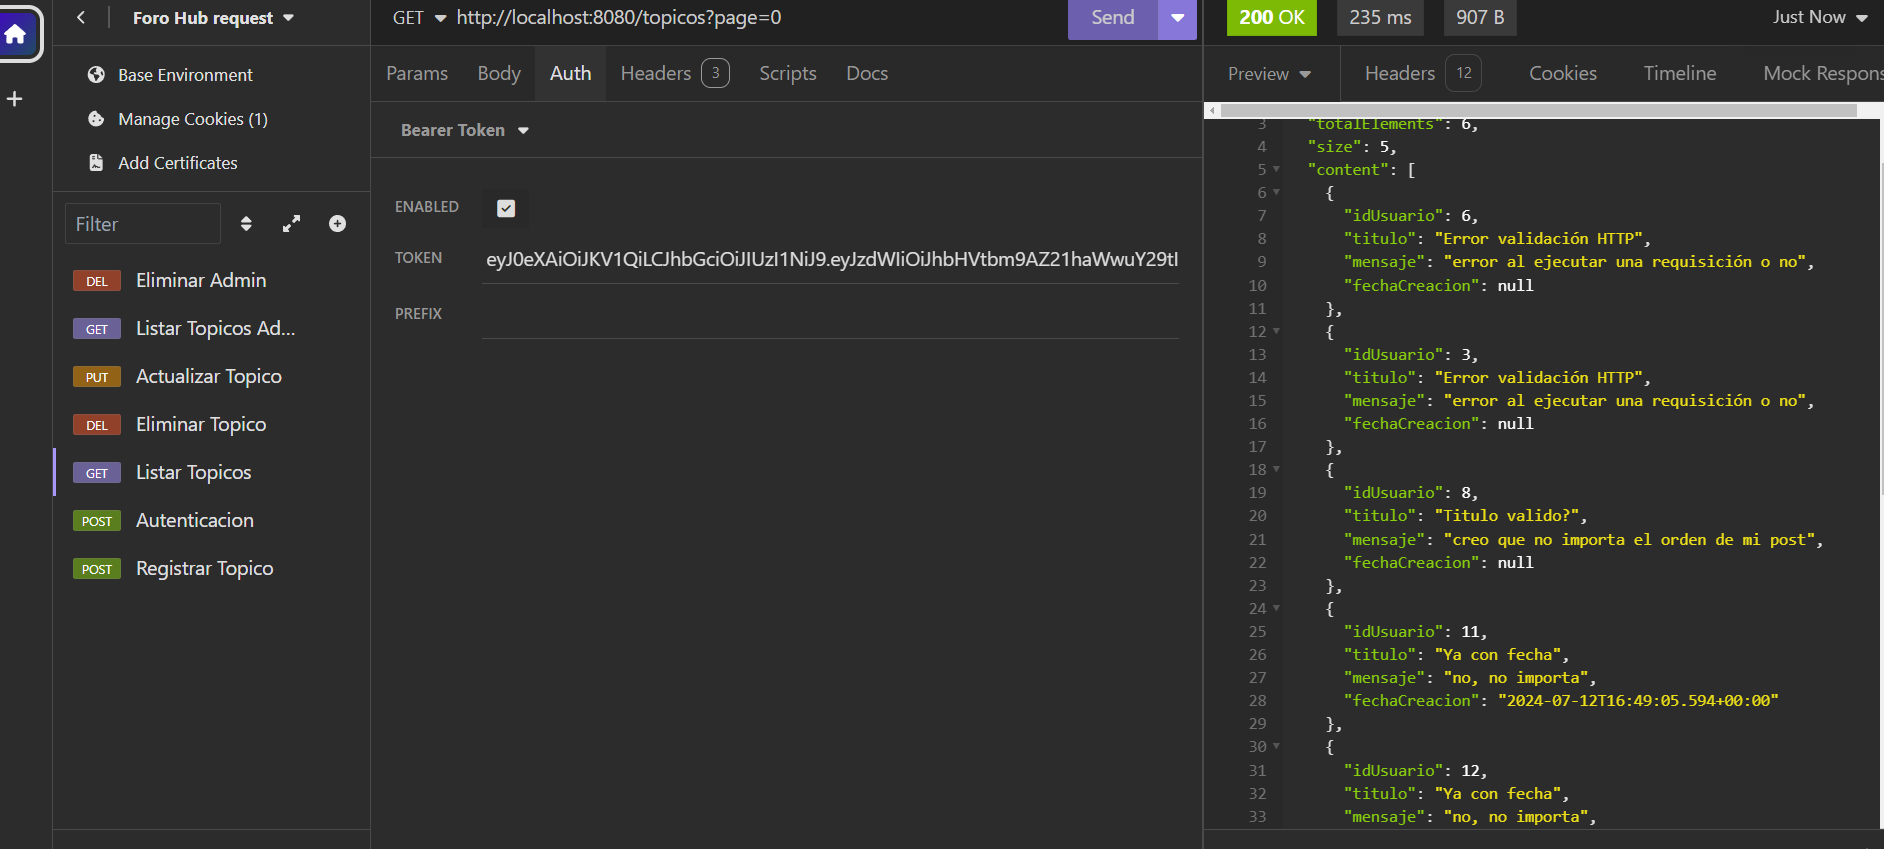 Foro Hub request
Base Environment
Manage Cookies (1)
Add Certificates
Filter
DEL Eliminar Admin
GET Listar Topicos Ad...
PUT Actualizar Topico
DEL Eliminar Topico
GET Listar Topicos
POST Autenticacion
POST Registrar Topico
GET http://localhost:8080/topicos?page=0 Send
Params Body Auth Headers 3 Scripts Docs
Bearer Token
ENABLED
TOKEN eyJ0eXAiOiJKV1QiLCJhbGciOiJIUzI1NiJ9.eyJzdWIiOiJhbHVtbm9AZ21haWwuY29tI
PREFIX
200 OK 235 ms 907 B Just Now
Preview Headers 12 Cookies Timeline Mock Respons
3 "totalElements": 6,
4 "size": 5,
5 "content": [
6 {
7 "idUsuario": 6,
8 "titulo": "Error validación HTTP",
9 "mensaje": "error al ejecutar una requisición o no",
10 "fechaCreacion": null
11 },
12 {
13 "idUsuario": 3,
14 "titulo": "Error validación HTTP",
15 "mensaje": "error al ejecutar una requisición o no",
16 "fechaCreacion": null
17 },
18 {
19 "idUsuario": 8,
20 "titulo": "Titulo valido?",
21 "mensaje": "creo que no importa el orden de mi post",
22 "fechaCreacion": null
23 },
24 {
25 "idUsuario": 11,
26 "titulo": "Ya con fecha",
27 "mensaje": "no, no importa",
28 "fechaCreacion": "2024-07-12T16:49:05.594+00:00"
29 },
30 {
31 "idUsuario": 12,
32 "titulo": "Ya con fecha",
33 "mensaje": "no, no importa",